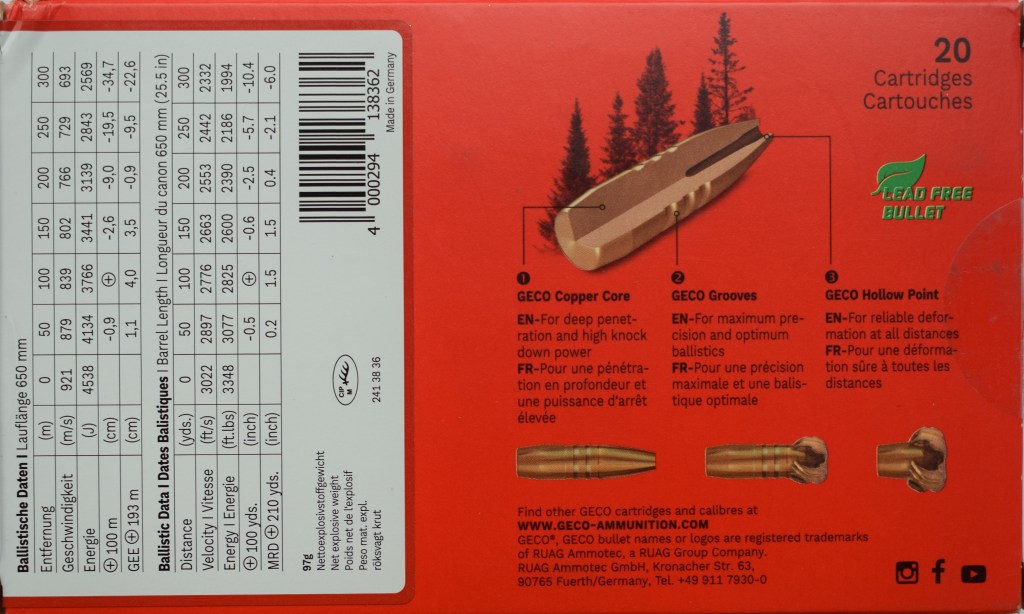 Ballistische Daten | Lauflänge 650 mm
Entfernung (m) 0 50 100 150 200 250 300
Geschwindigkeit (m/s) 921 879 839 802 766 729 693
Energie (J) 4538 4134 3766 3441 3139 2843 2569
⊕ 100 m (cm) -0,9 ⊕ -2,6 -9,0 -19,5 -34,7
GEE ⊕ 193 m (cm) 1,1 4,0 3,5 -0,9 -9,5 -22,6
Ballistic Data | Dates Balistiques | Barrel Length | Longueur du canon 650 mm (25.5 in)
Distance (yds.) 0 50 100 150 200 250 300
Velocity | Vitesse (ft/s) 3022 2897 2776 2663 2553 2442 2332
Energy | Energie (ft.lbs) 3348 3077 2825 2600 2390 2186 1994
⊕ 100 yds. (inch) -0.5 ⊕ -0.6 -2.5 -5.7 -10.4
MRD ⊕ 210 yds. (inch) 0.2 1.5 1.5 0.4 -2.1 -6.0
97g
Nettoexplosivstoffgewicht
Net explosive weight
Poids net de l'explosif
Peso mat. expl.
röksvagt krut
CIP
M
241 38 36
4 000294 138362
Made in Germany
20
Cartridges
Cartouches
LEAD FREE
BULLET
1
GECO Copper Core
EN-For deep penet-
ration and high knock
down power
FR-Pour une pénétra-
tion en profondeur et
une puissance d'arrêt
élevée
2
GECO Grooves
EN-For maximum pre-
cision and optimum
ballistics
FR-Pour une précision
maximale et une balis-
tique optimale
3
GECO Hollow Point
EN-For reliable defor-
mation at all distances
FR-Pour une déforma-
tion sûre à toutes les
distances
Find other GECO cartridges and calibres at
WWW.GECO-AMMUNITION.COM
GECO®, GECO bullet names or logos are registered trademarks
of RUAG Ammotec, a RUAG Group Company.
RUAG Ammotec GmbH, Kronacher Str. 63,
90765 Fuerth/Germany, Tel. +49 911 7930-0